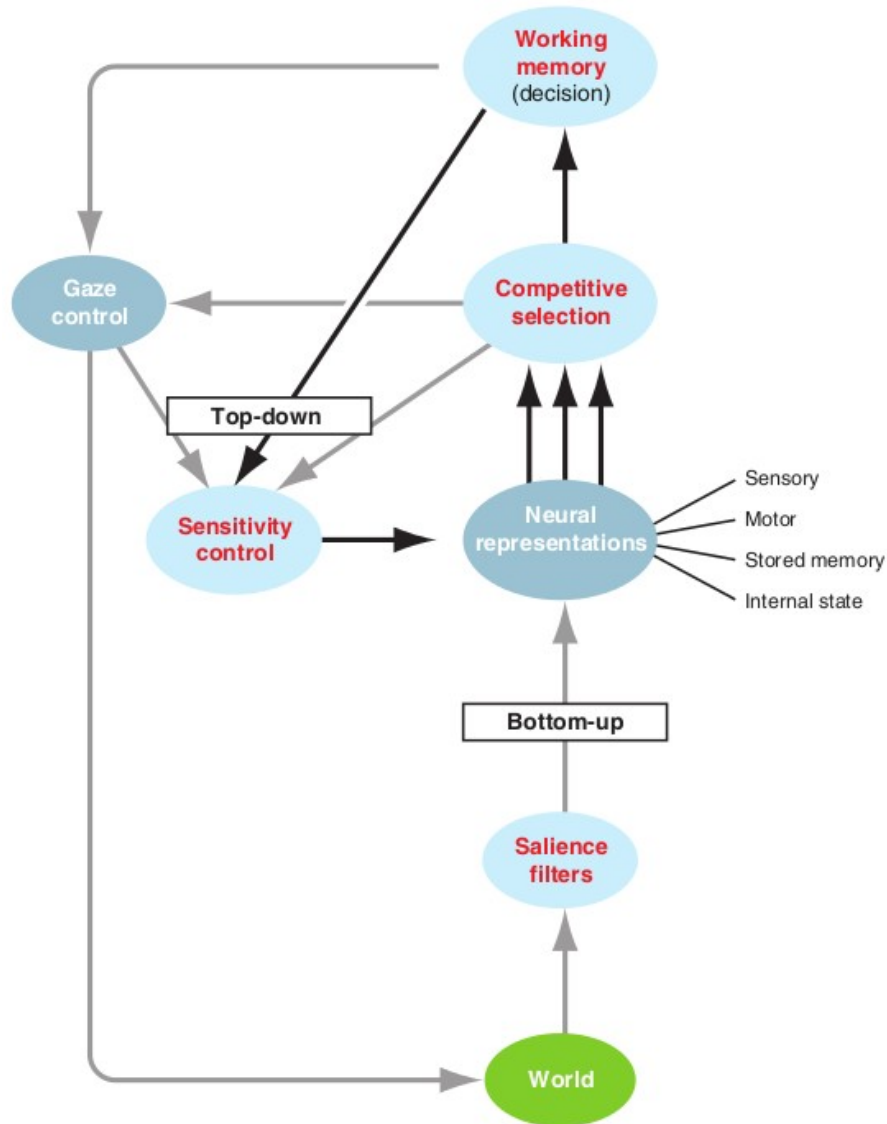 Working
memory
(decision)
Gaze
control
Competitive
selection
Top-down
Sensitivity
control
Neural
representations
Sensory
Motor
Stored memory
Internal state
Bottom-up
Salience
filters
World